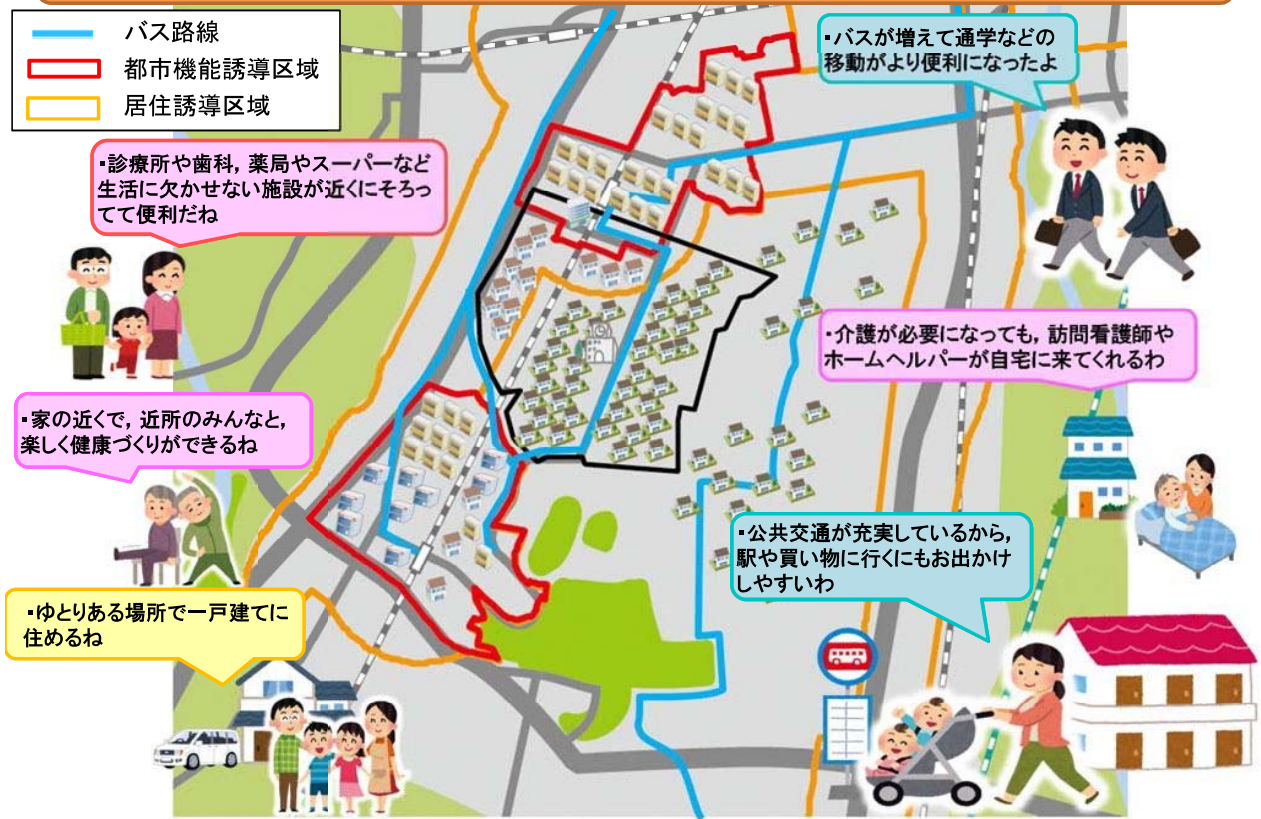 バス路線
都市機能誘導区域
居住誘導区域
・バスが増えて通学などの
移動がより便利になったよ
・診療所や歯科，薬局やスーパーなど
生活に欠かせない施設が近くにそろっ
てて便利だね
・介護が必要になっても，訪問看護師や
ホームヘルパーが自宅に来てくれるわ
・家の近くで，近所のみんなと，
楽しく健康づくりができるね
・公共交通が充実しているから，
駅や買い物に行くにもお出かけ
しやすいわ
・ゆとりある場所で一戸建てに
住めるね